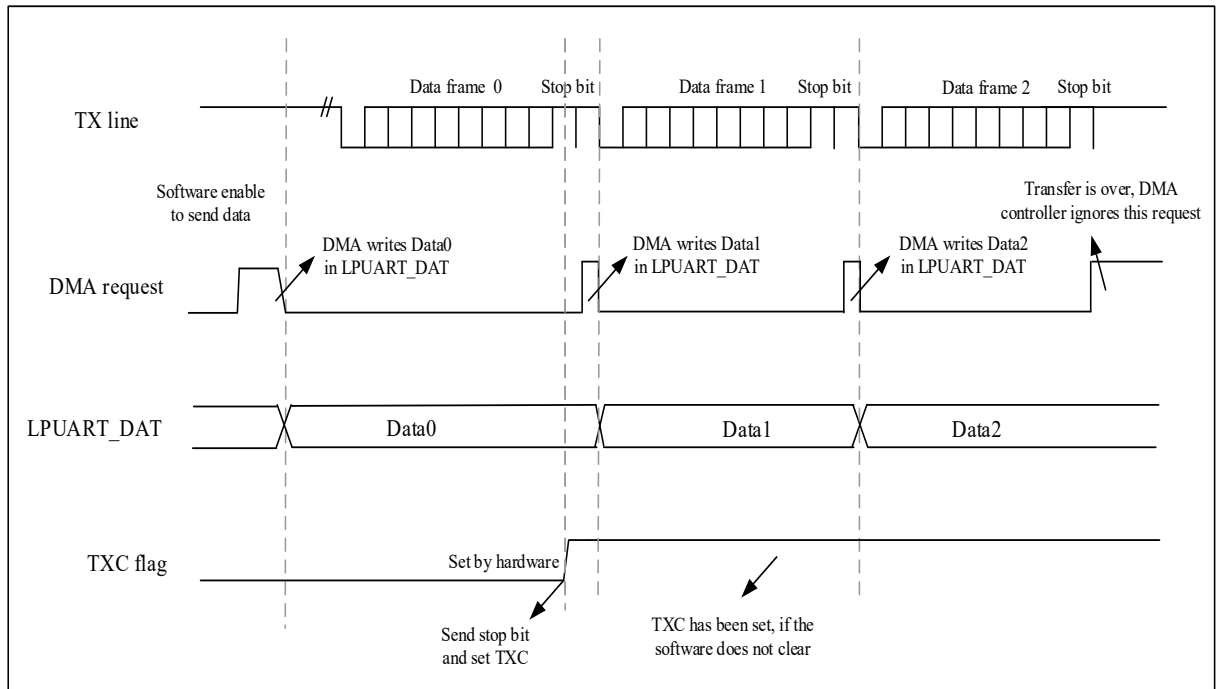 Data frame 0
Stop bit
Data frame 1
Stop bit
Data frame 2
Stop bit
TX line
Software enable
to send data
Transfer is over, DMA
controller ignores this request
DMA writes Data0
in LPUART_DAT
DMA writes Data1
in LPUART_DAT
DMA writes Data2
in LPUART_DAT
DMA request
LPUART_DAT
Data0
Data1
Data2
TXC flag
Set by hardware
Send stop bit
and set TXC
TXC has been set, if the
software does not clear